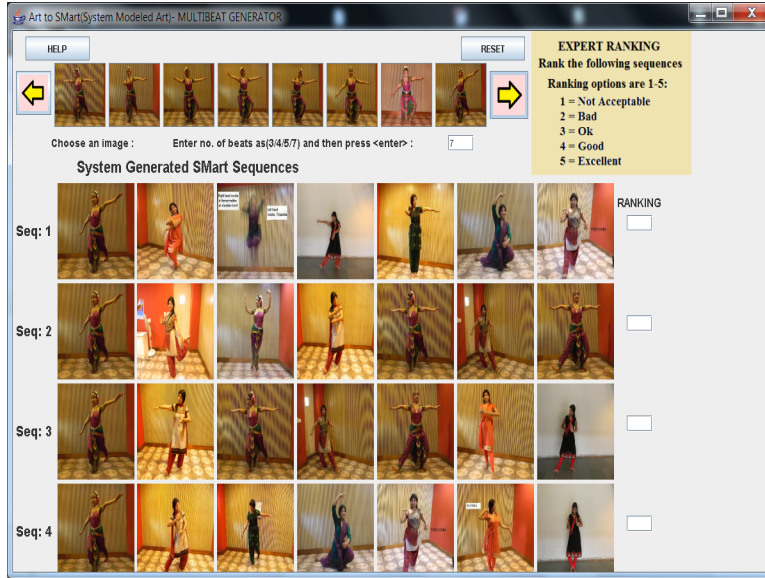 Art to SMart(System Modeled Art)- MULTIBEAT GENERATOR
HELP
RESET
EXPERT RANKING
Rank the following sequences
Ranking options are 1-5:
1 = Not Acceptable
2 = Bad
3 = Ok
4 = Good
5 = Excellent
Choose an image :
Enter no. of beats as(3/4/5/7) and then press <enter> :
7
System Generated SMart Sequences
RANKING
Seq: 1
Seq: 2
Seq: 3
Seq: 4